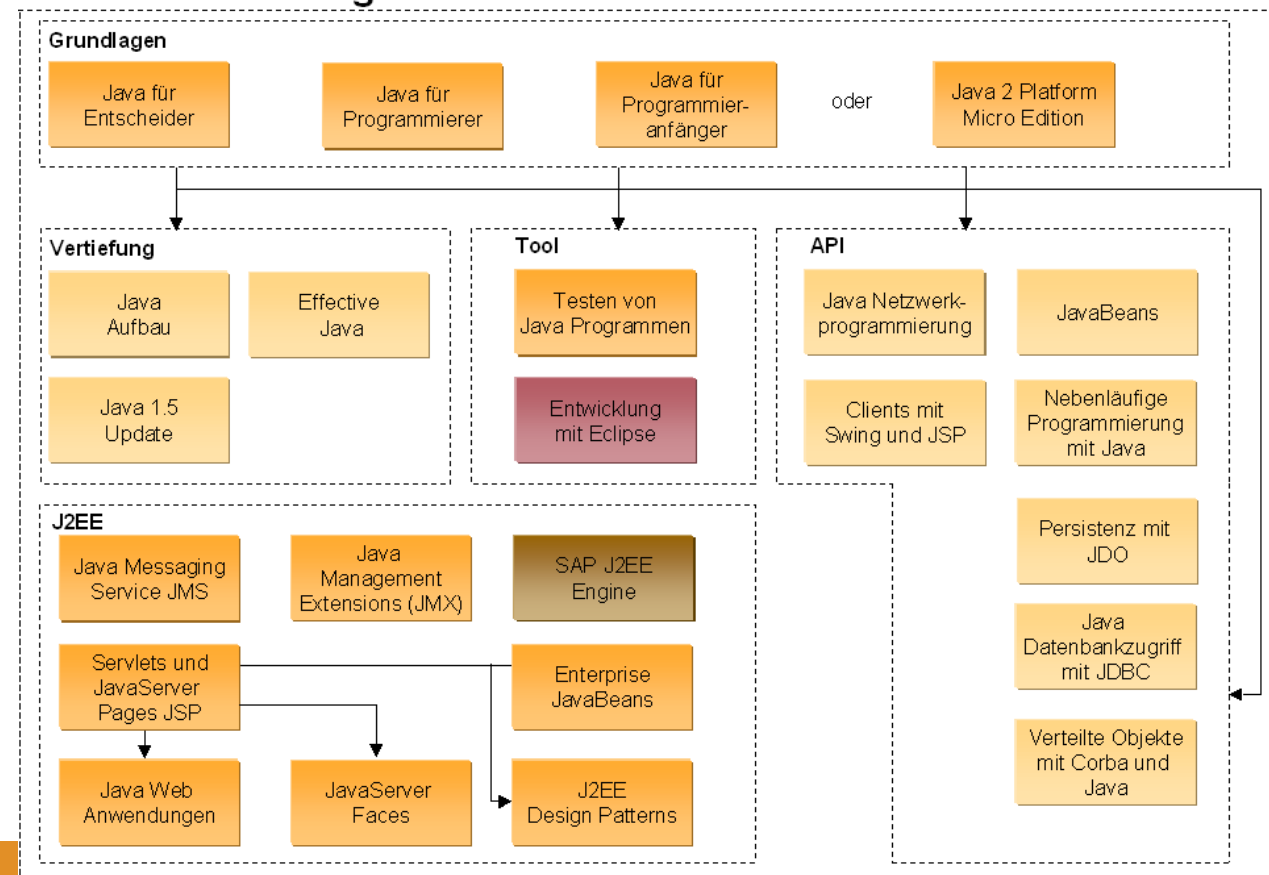 Grundlagen
Java für
Entscheider
Java für
Programmierer
Java für
Programmier-
anfänger
oder
Java 2 Platform
Micro Edition
Vertiefung
Java
Aufbau
Effective
Java
Java 1.5
Update
Tool
Testen von
Java Programmen
Entwicklung
mit Eclipse
API
Java Netzwerk-
programmierung
JavaBeans
Clients mit
Swing und JSP
Nebenläufige
Programmierung
mit Java
Persistenz mit
JDO
Java
Datenbankzugriff
mit JDBC
Verteilte Objekte
mit Corba und
Java
J2EE
Java Messaging
Service JMS
Java
Management
Extensions (JMX)
SAP J2EE
Engine
Servlets und
JavaServer
Pages JSP
Enterprise
JavaBeans
Java Web
Anwendungen
JavaServer
Faces
J2EE
Design Patterns